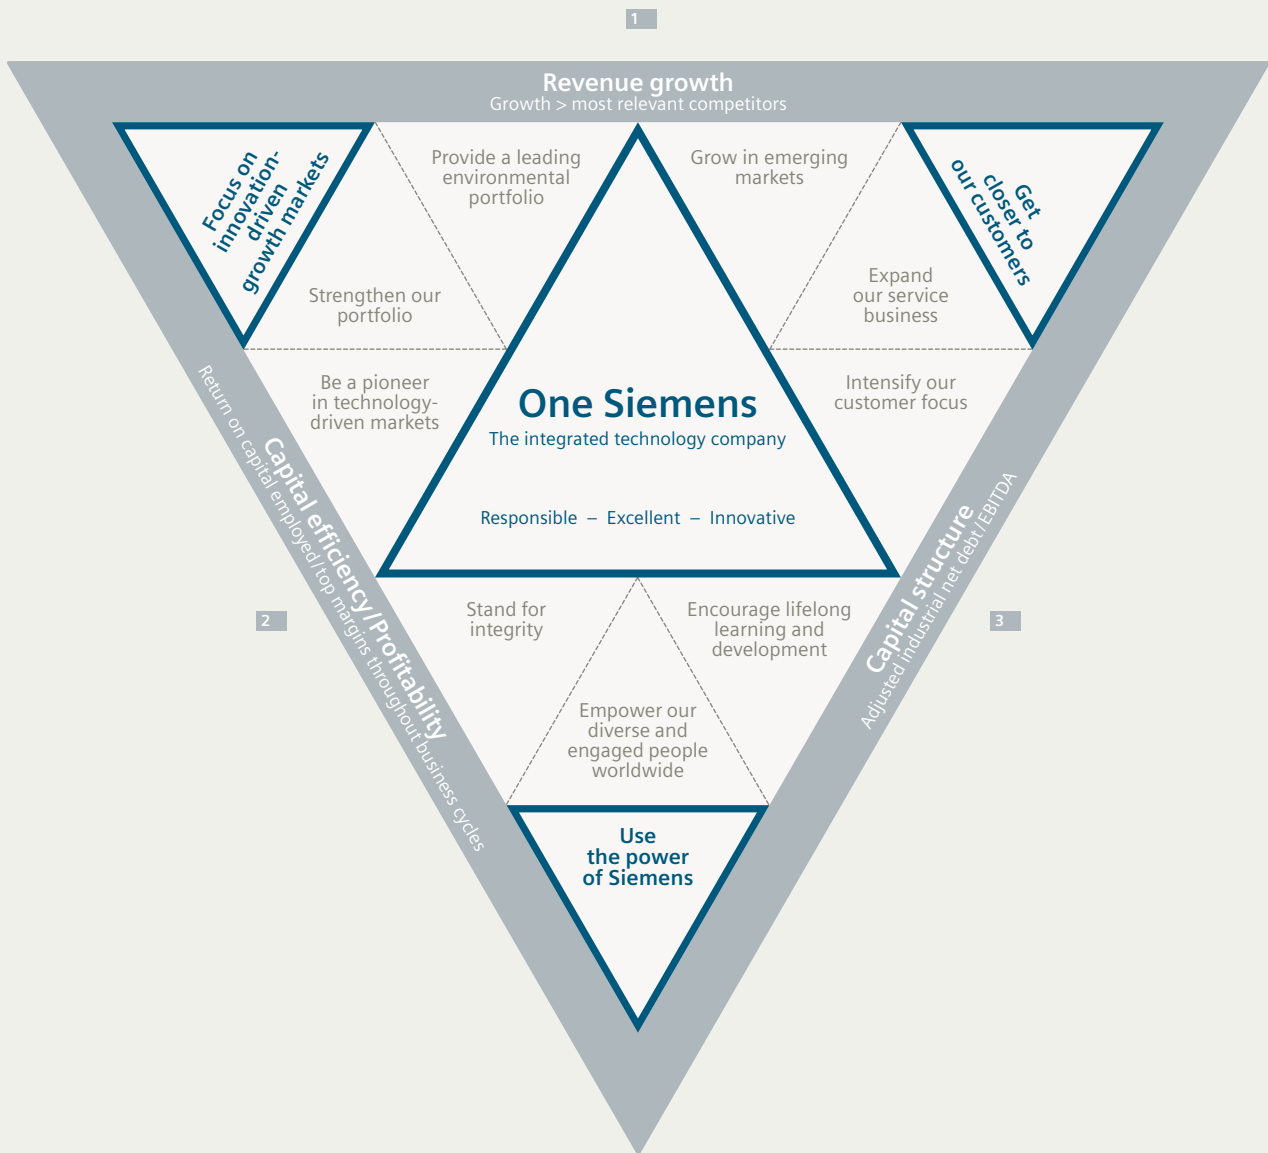 1
Revenue growth
Growth > most relevant competitors
Focus on
innovation-
driven
growth markets
Provide a leading
environmental
portfolio
Grow in emerging
markets
Get
closer to
our customers
Strengthen our
portfolio
Expand
our service
business
Be a pioneer
in technology-
driven markets
One Siemens
The integrated technology company
Responsible – Excellent – Innovative
Intensify our
customer focus
Capital efficiency/Profitability
Return on capital employed/top margins throughout business cycles
2
Capital structure
Adjusted industrial net debt/EBITDA
3
Stand for
integrity
Encourage lifelong
learning and
development
Empower our
diverse and
engaged people
worldwide
Use
the power
of Siemens